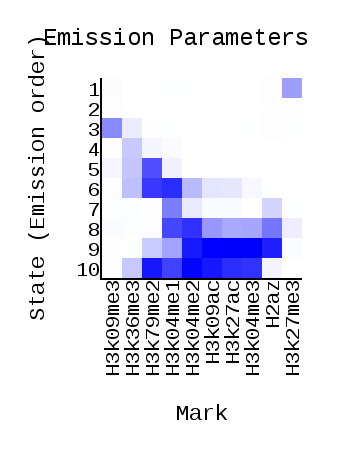 Emission Parameters
State (Emission order)
1
2
3
4
5
6
7
8
9
10
H3k09me3
H3k36me3
H3k79me2
H3k04me1
H3k04me2
H3k09ac
H3k27ac
H3k04me3
H2az
H3k27me3
Mark